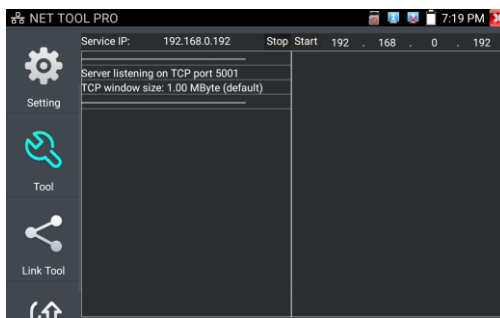 NET TOOL PRO 7:19 PM
Service IP: 192.168.0.192 Stop Start 192 . 168 . 0 . 192
Server listening on TCP port 5001
TCP window size: 1.00 MByte (default)
Setting
Tool
Link Tool